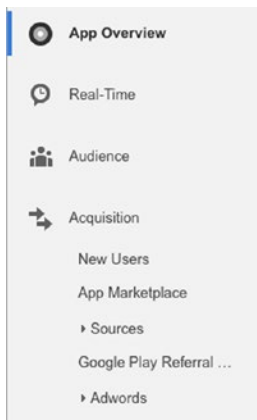 App Overview
Real-Time
Audience
Acquisition
New Users
App Marketplace
Sources
Google Play Referral ...
Adwords